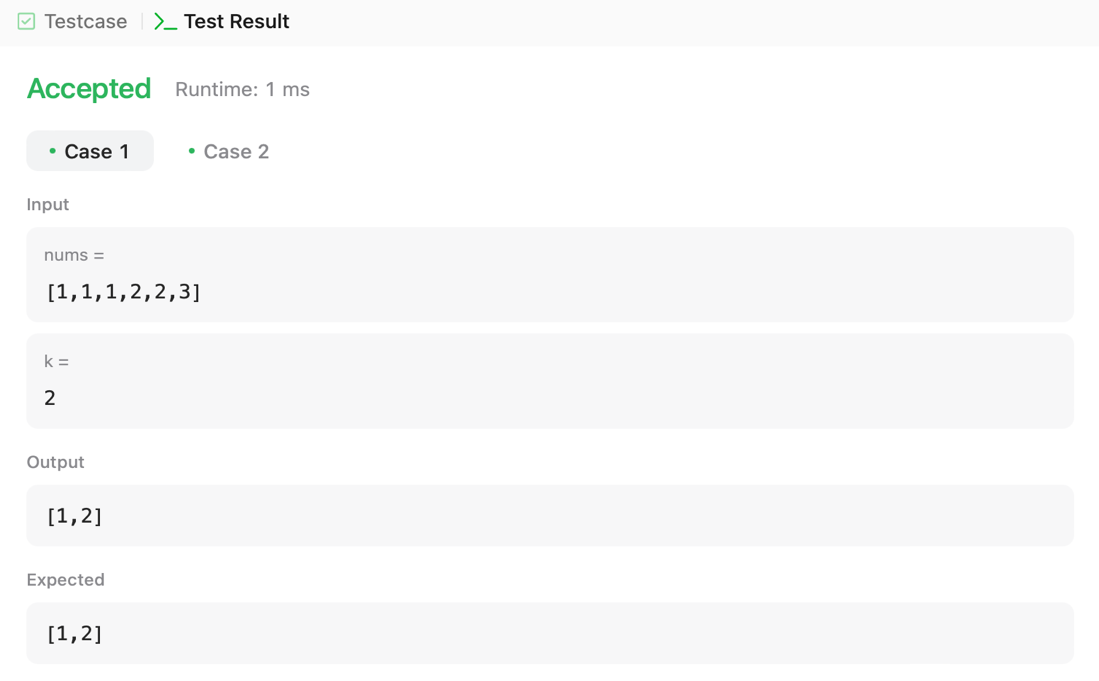 Testcase
Test Result
Accepted Runtime: 1 ms
Case 1 Case 2
Input
nums =
[1,1,1,2,2,3]
k =
2
Output
[1,2]
Expected
[1,2]